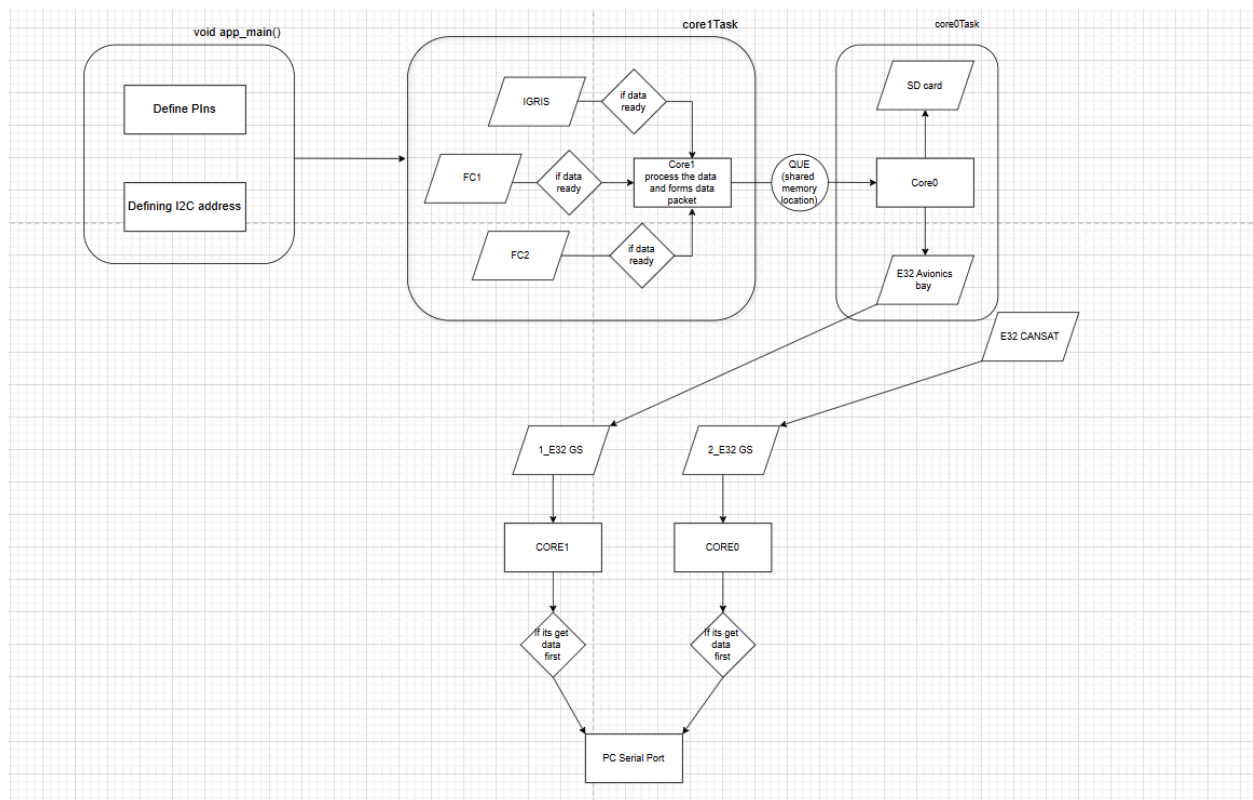 void app_main()
Define PIns
Defining I2C address
core1Task
IGRIS
if data
ready
FC1
if data
ready
FC2
if data
ready
Core1
process the data
and forms data
packet
QUE
(shared
memory
location)
core0Task
SD card
Core0
E32 Avionics
bay
E32 CANSAT
1_E32 GS
2_E32 GS
CORE1
CORE0
If its get
data
first
If its get
data
first
PC Serial Port